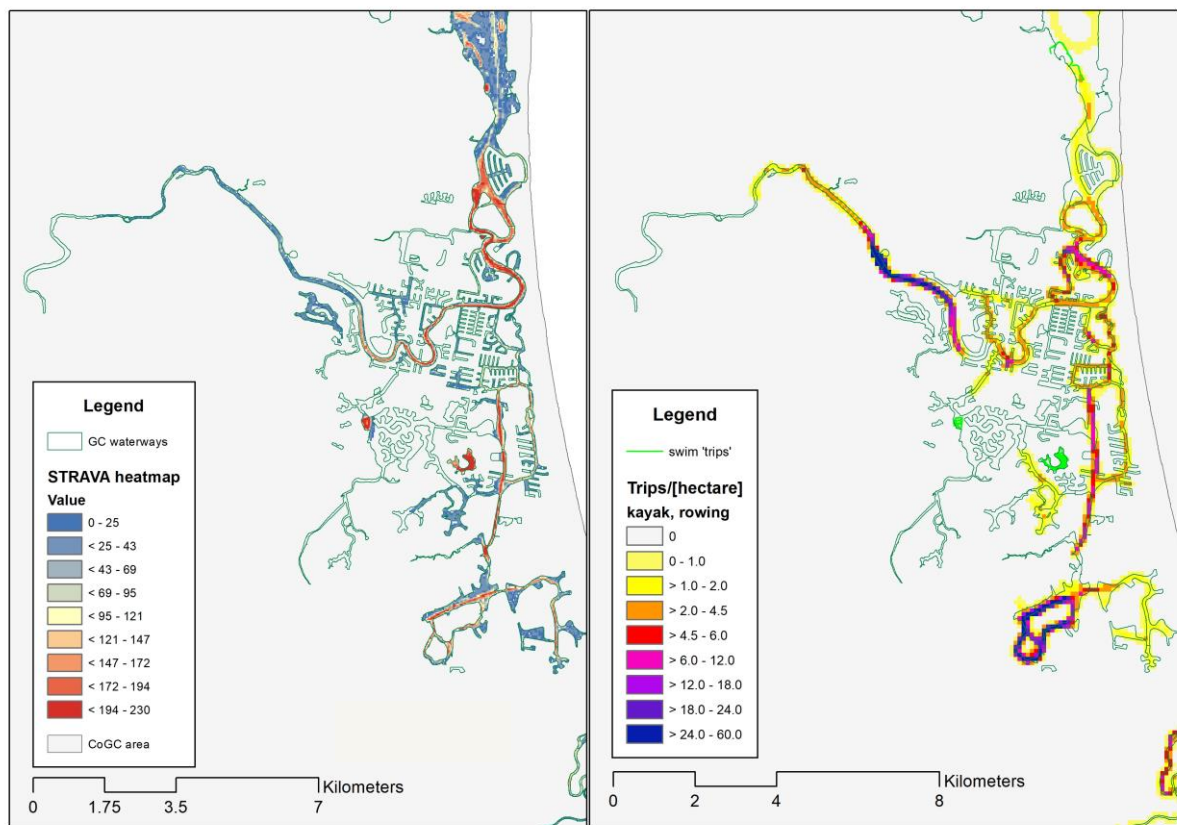 Legend
GC waterways
STRAVA heatmap
Value
0 - 25
< 25 - 43
< 43 - 69
< 69 - 95
< 95 - 121
< 121 - 147
< 147 - 172
< 172 - 194
< 194 - 230
CoGC area
Kilometers
0 1.75 3.5 7
Legend
swim 'trips'
Trips/[hectare]
kayak, rowing
0
0 - 1.0
> 1.0 - 2.0
> 2.0 - 4.5
> 4.5 - 6.0
> 6.0 - 12.0
> 12.0 - 18.0
> 18.0 - 24.0
> 24.0 - 60.0
Kilometers
0 2 4 8